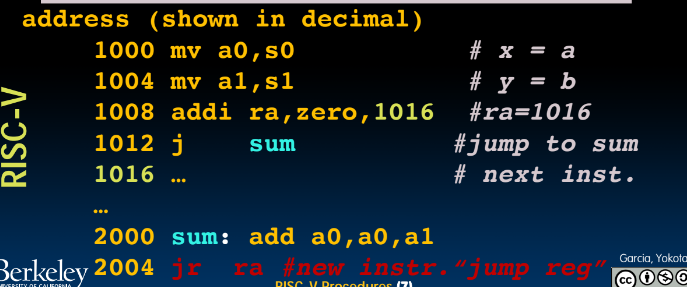 address (shown in decimal)
1000 mv a0,s0 # x = a
1004 mv a1,s1 # y = b
1008 addi ra,zero,1016 #ra=1016
1012 j sum #jump to sum
1016 … # next inst.
…
2000 sum: add a0,a0,a1
2004 jr ra #new instr.“jump reg”
RISC-V
Berkeley
UNIVERSITY OF CALIFORNIA
RISC-V Procedures (7)
Garcia, Yokota
cc